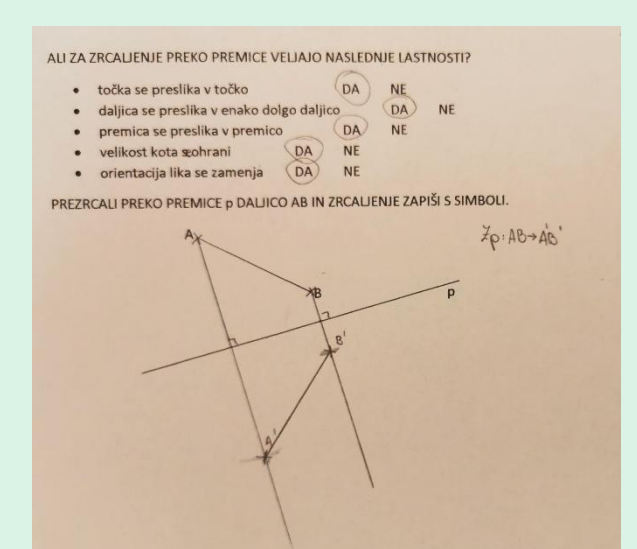 ALI ZA ZRCALJENJE PREKO PREMICE VELJAJO NASLEDNJE LASTNOSTI?
• točka se preslika v točko DA NE
• daljica se preslika v enako dolgo daljico DA NE
• premica se preslika v premico DA NE
• velikost kota se ohrani DA NE
• orientacija lika se zamenja DA NE
PREZRCALI PREKO PREMICE p DALJICO AB IN ZRCALJENJE ZAPIŠI S SIMBOLI.
Zp: AB→A'B'
A
B
p
B'
A'